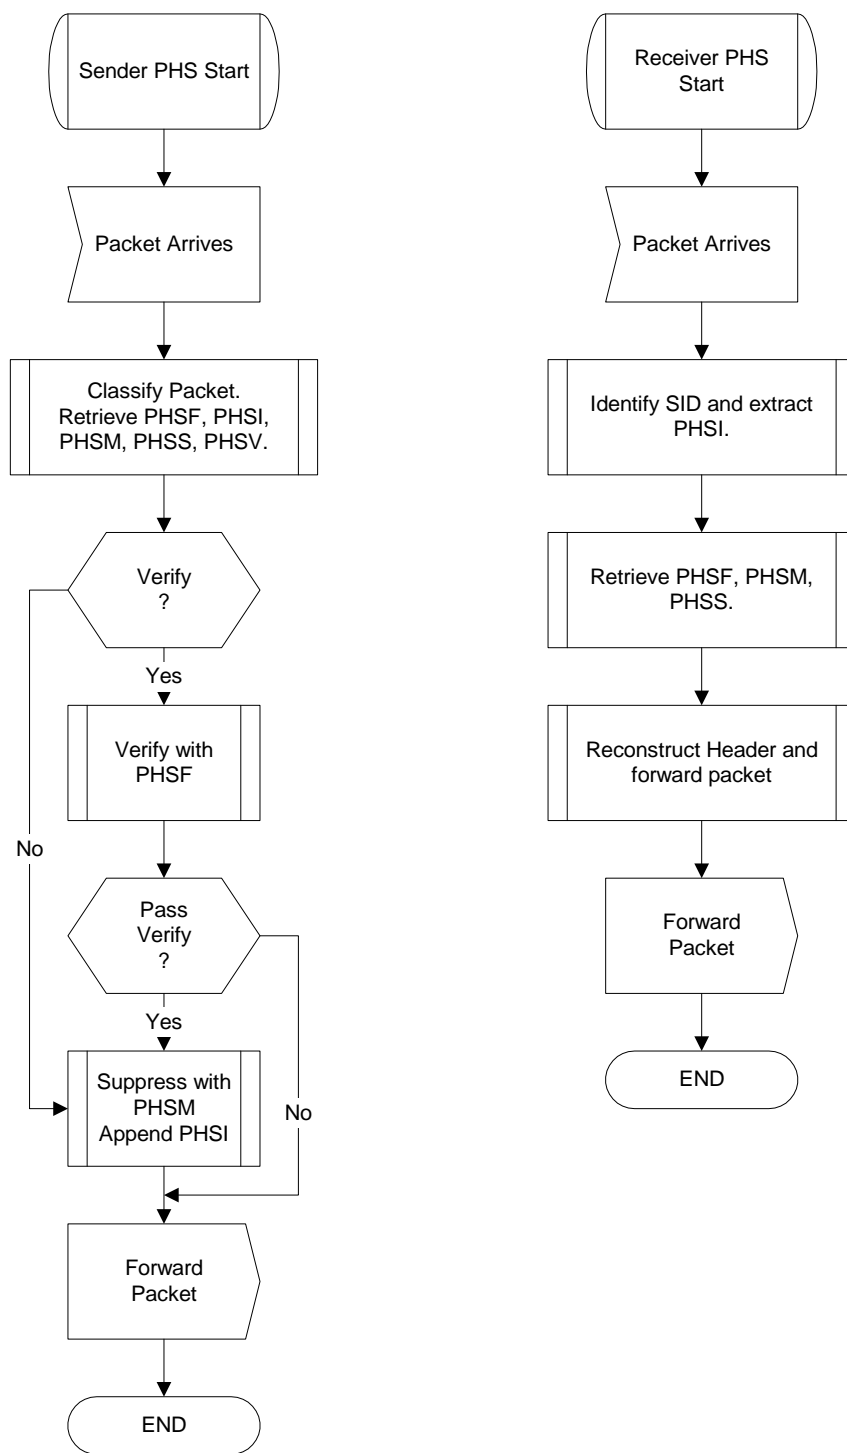 Sender PHS Start
Packet Arrives
Classify Packet.
Retrieve PHSF, PHSI,
PHSM, PHSS, PHSV.
Verify
?
Yes
No
Verify with
PHSF
Pass
Verify
?
Yes
No
Suppress with
PHSM
Append PHSI
Forward
Packet
END
Receiver PHS
Start
Packet Arrives
Identify SID and extract
PHSI.
Retrieve PHSF, PHSM,
PHSS.
Reconstruct Header and
forward packet
Forward
Packet
END